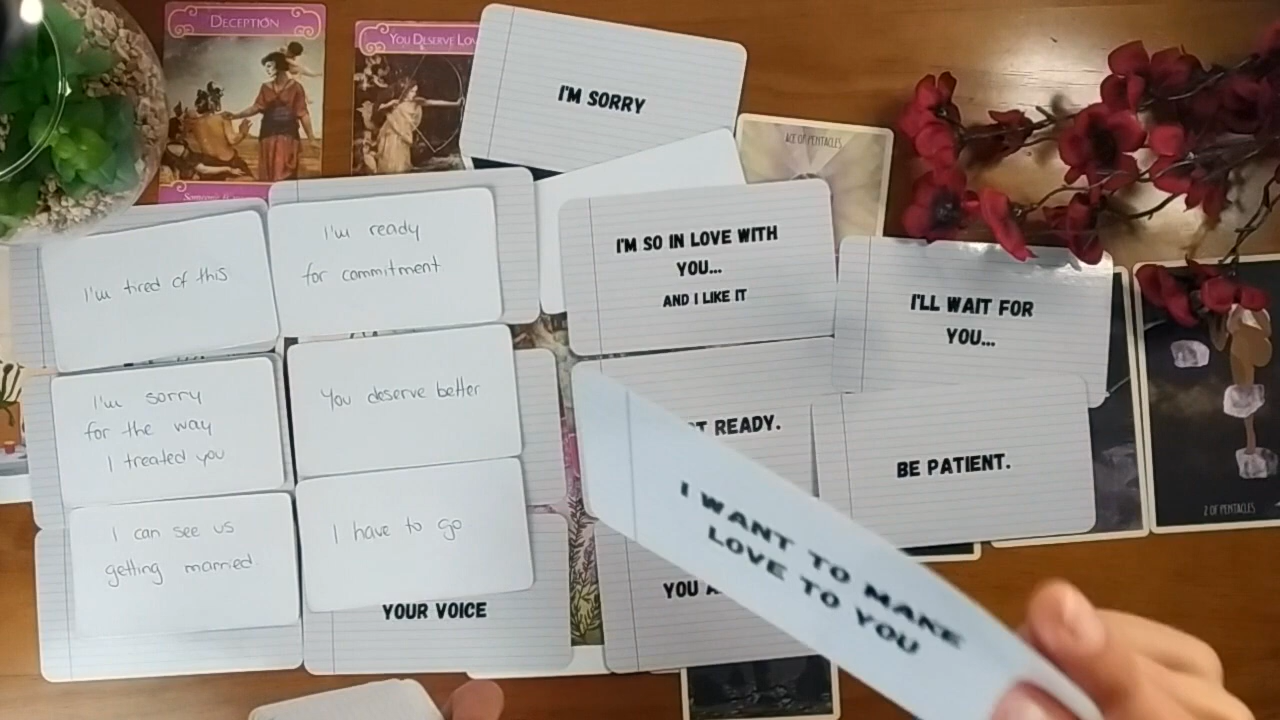 DECEPTION
YOU DESERVE LOV
I'M SORRY
ACE OF PENTACLES
I'm tired of this
I'm ready
for commitment
I'M SO IN LOVE WITH
YOU...
AND I LIKE IT
I'LL WAIT FOR
YOU...
I'm sorry
for the way
I treated you
You deserve better
READY.
BE PATIENT.
I can see us
getting married
I have to go
YOUR VOICE
YOU
I WANT TO MAKE
LOVE TO YOU
2 OF PENTACLES